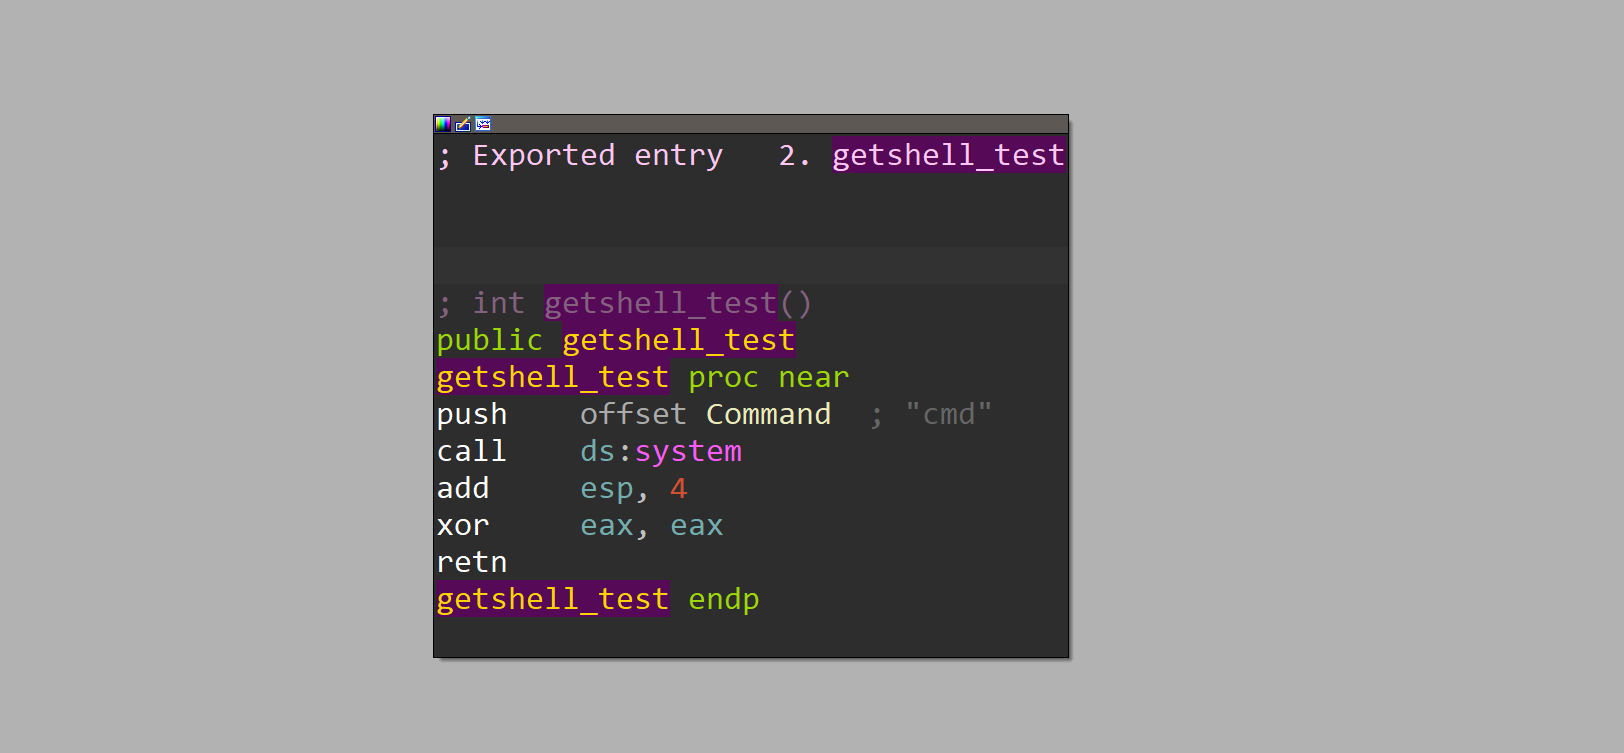 ; Exported entry   2. getshell_test
; int getshell_test()
public getshell_test
getshell_test proc near
push    offset Command  ; "cmd"
call    ds:system
add     esp, 4
xor     eax, eax
retn
getshell_test endp